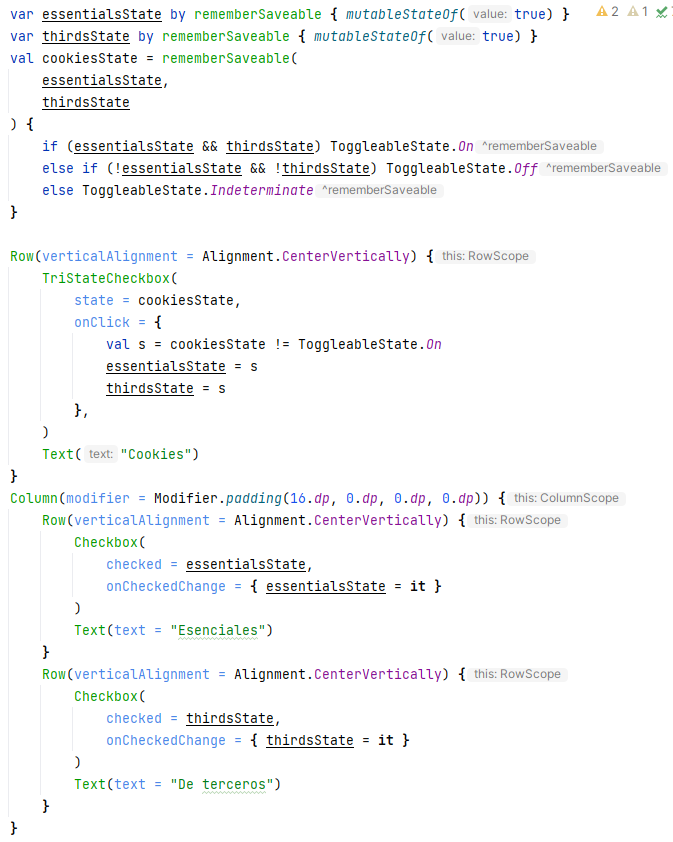 var essentialsState by rememberSaveable { mutableStateOf( value: true) }
var thirdsState by rememberSaveable { mutableStateOf( value: true) }
val cookiesState = rememberSaveable(
    essentialsState,
    thirdsState
) {
    if (essentialsState && thirdsState) ToggleableState.On ^rememberSaveable
    else if (!essentialsState && !thirdsState) ToggleableState.Off ^rememberSaveable
    else ToggleableState.Indeterminate ^rememberSaveable
}

Row(verticalAlignment = Alignment.CenterVertically) { this: RowScope
    TriStateCheckbox(
        state = cookiesState,
        onClick = {
            val s = cookiesState != ToggleableState.On
            essentialsState = s
            thirdsState = s
        },
    )
    Text( text: "Cookies")
}
Column(modifier = Modifier.padding(16.dp, 0.dp, 0.dp, 0.dp)) { this: ColumnScope
    Row(verticalAlignment = Alignment.CenterVertically) { this: RowScope
        Checkbox(
            checked = essentialsState,
            onCheckedChange = { essentialsState = it }
        )
        Text(text = "Esenciales")
    }
    Row(verticalAlignment = Alignment.CenterVertically) { this: RowScope
        Checkbox(
            checked = thirdsState,
            onCheckedChange = { thirdsState = it }
        )
        Text(text = "De terceros")
    }
}
2 1